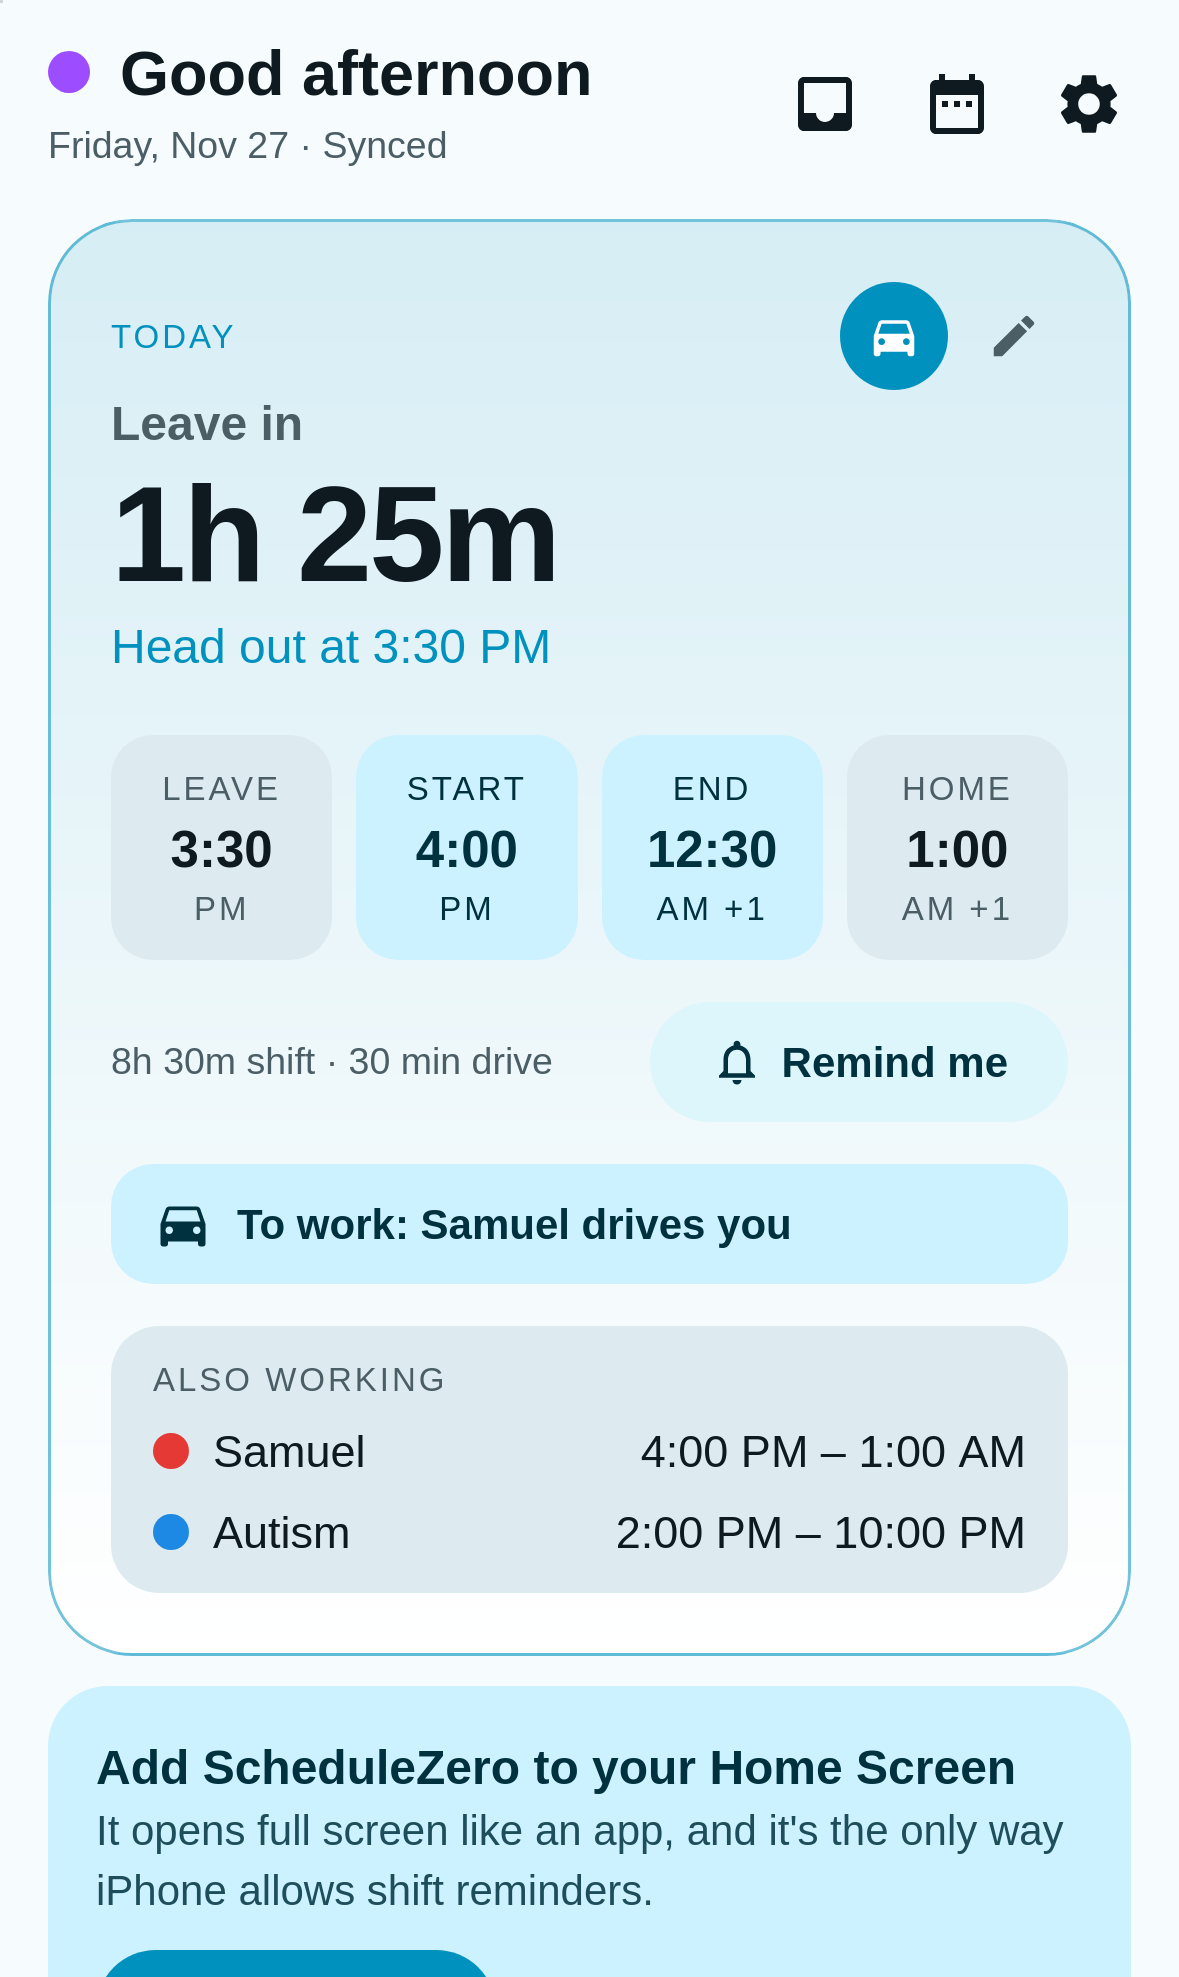 Good afternoon
Friday, Nov 27 · Synced
TODAY
Leave in
1h 25m
Head out at 3:30 PM
LEAVE
3:30
PM
START
4:00
PM
END
12:30
AM +1
HOME
1:00
AM +1
8h 30m shift · 30 min drive
Remind me
To work: Samuel drives you
ALSO WORKING
Samuel 4:00 PM – 1:00 AM
Autism 2:00 PM – 10:00 PM
Add ScheduleZero to your Home Screen
It opens full screen like an app, and it's the only way
iPhone allows shift reminders.